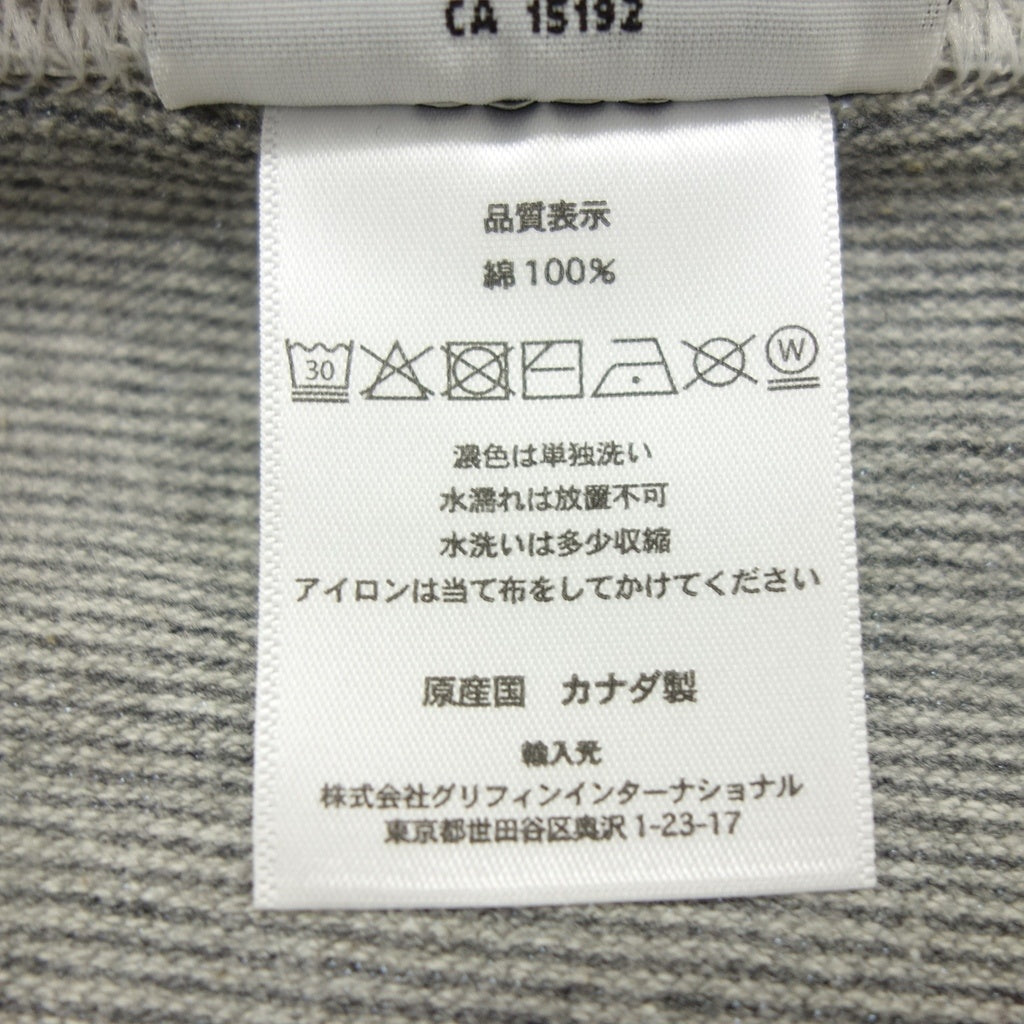 CA 15192
品質表示
綿100%
30
W
濃色は単独洗い
水濡れは放置不可
水洗いは多少収縮
アイロンは当て布をしてかけてください
原産国　カナダ製
輸入発
株式会社グリフィンインターナショナル
東京都世田谷区奥沢1-23-17